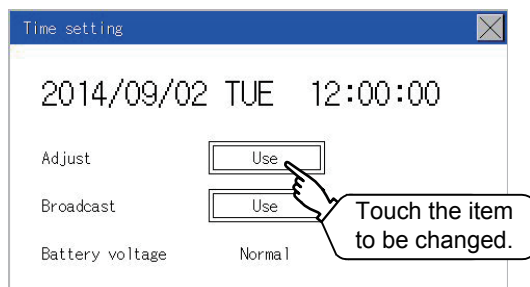 Time setting
2014/09/02 TUE 12:00:00
Adjust Use
Broadcast Use
Touch the item
to be changed.
Battery voltage Normal